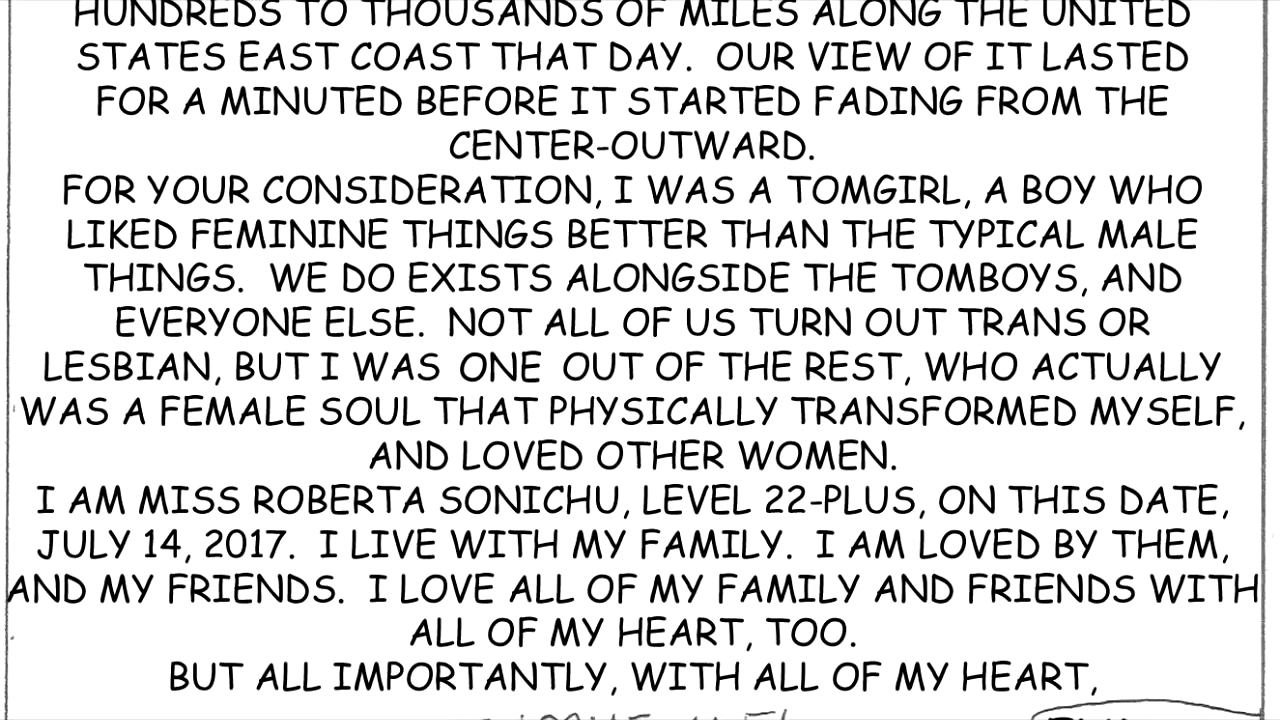 HUNDREDS TO THOUSANDS OF MILES ALONG THE UNITED
STATES EAST COAST THAT DAY.  OUR VIEW OF IT LASTED
FOR A MINUTED BEFORE IT STARTED FADING FROM THE
CENTER-OUTWARD.
FOR YOUR CONSIDERATION, I WAS A TOMGIRL, A BOY WHO
LIKED FEMININE THINGS BETTER THAN THE TYPICAL MALE
THINGS.  WE DO EXISTS ALONGSIDE THE TOMBOYS, AND
EVERYONE ELSE.  NOT ALL OF US TURN OUT TRANS OR
LESBIAN, BUT I WAS ONE OUT OF THE REST, WHO ACTUALLY
WAS A FEMALE SOUL THAT PHYSICALLY TRANSFORMED MYSELF,
AND LOVED OTHER WOMEN.
I AM MISS ROBERTA SONICHU, LEVEL 22-PLUS, ON THIS DATE,
JULY 14, 2017.  I LIVE WITH MY FAMILY.  I AM LOVED BY THEM,
AND MY FRIENDS.  I LOVE ALL OF MY FAMILY AND FRIENDS WITH
ALL OF MY HEART, TOO.
BUT ALL IMPORTANTLY, WITH ALL OF MY HEART,